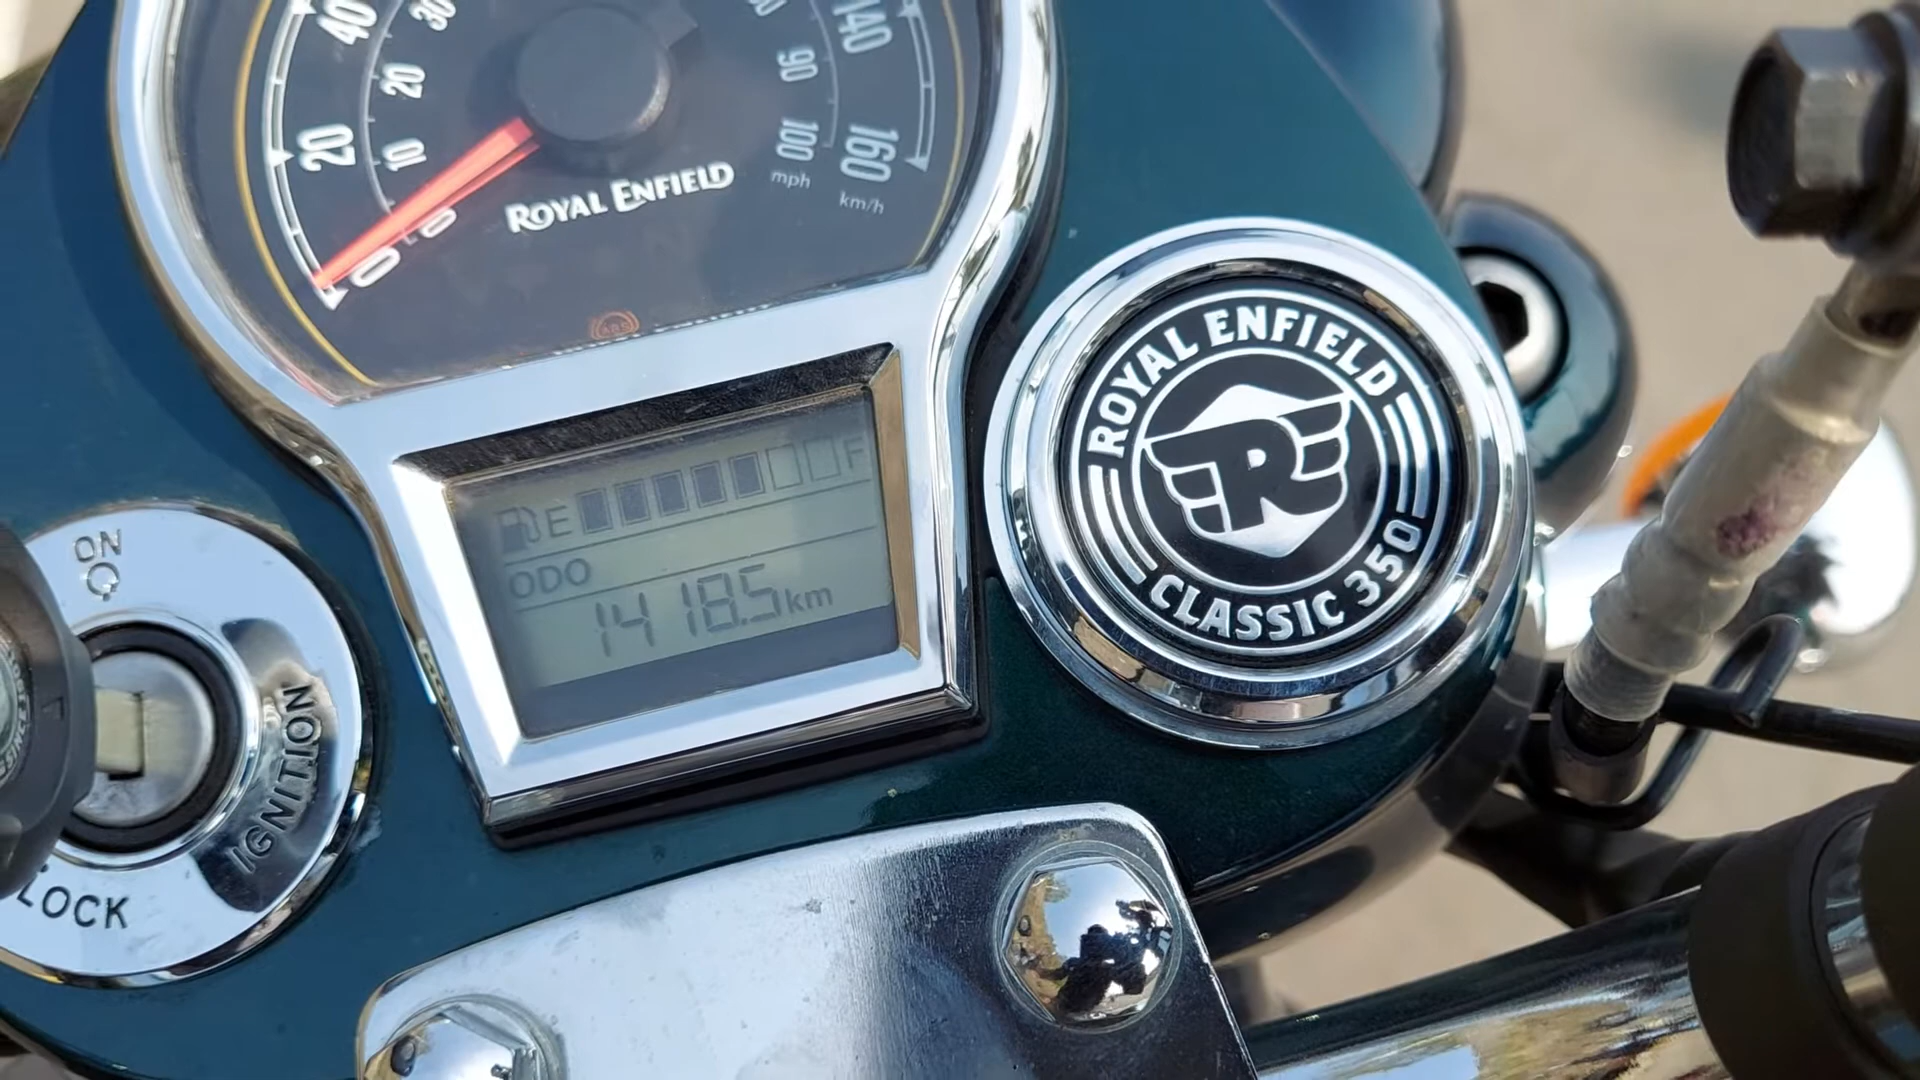 40
30
20
20
10
0
0
90
140
100
160
mph
km/h
ROYAL ENFIELD
ABS
E
F
ODO
1418.5km
ROYAL ENFIELD
R
CLASSIC 350
ON
IGNITION
LOCK